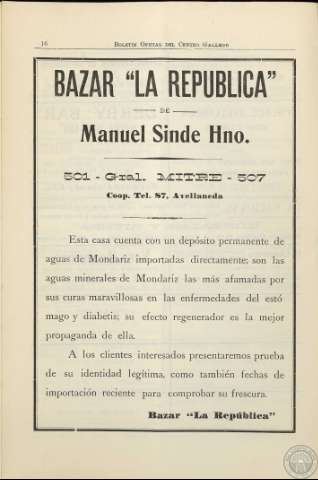 16 Boletín Oficial del Centro Gallego
BAZAR "LA REPUBLICA"
DE
Manuel Sinde Hno.
501 - Gral. MITRE - 507
Coop. Tel. 87, Avellaneda
Esta casa cuenta con un depósito permanente de
aguas de Mondariz importadas directamente; son las
aguas minerales de Mondariz las más afamadas por
sus curas maravillosas en las enfermedades del estó
mago y diabetis; su efecto regenerador es la mejor
propaganda de ella.
A los clientes interesados presentaremos prueba
de su identidad legítima, como también fechas de
importación reciente para comprobar su frescura.
Bazar "La República"